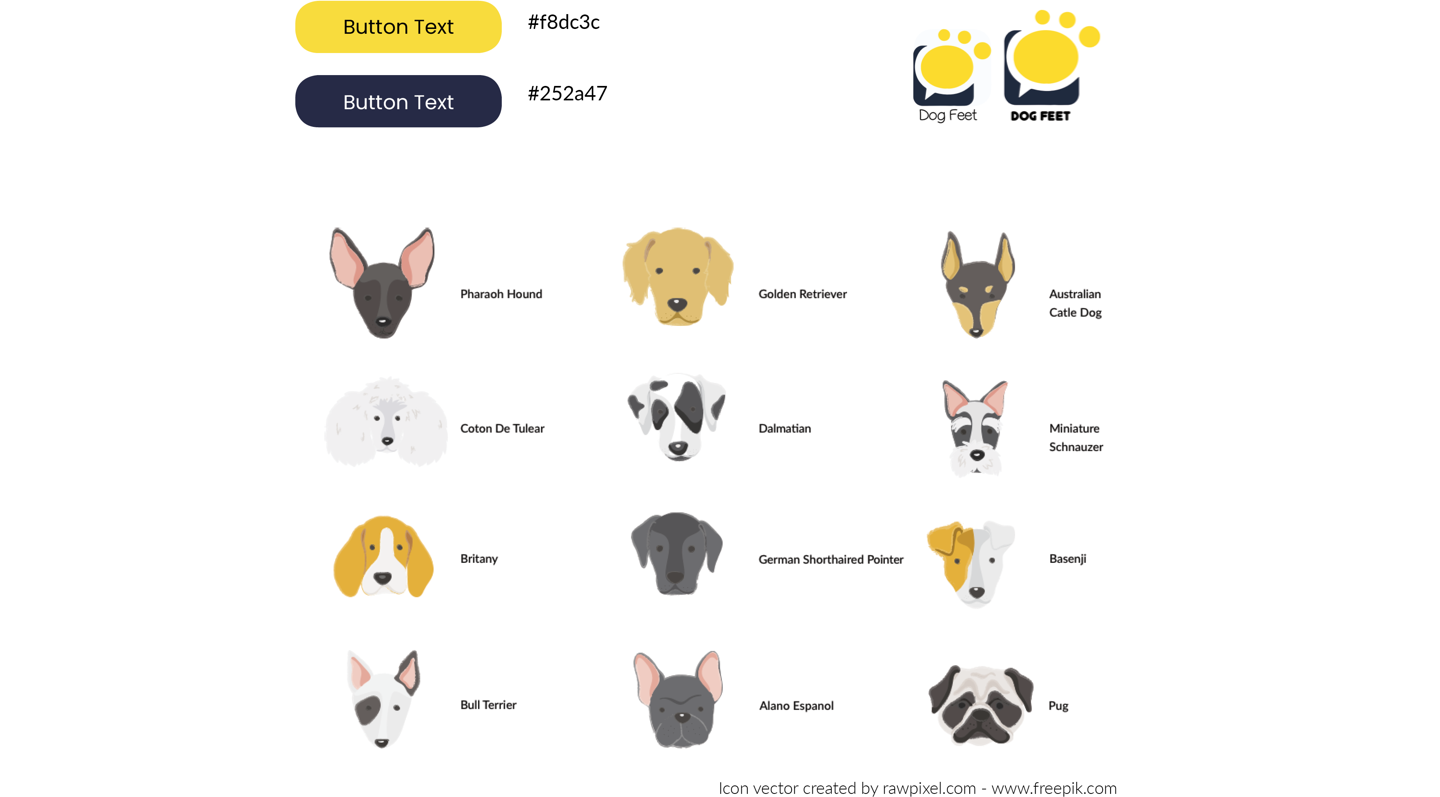 Button Text
#f8dc3c
Button Text
#252a47
Dog Feet
DOG FEET
Pharaoh Hound
Golden Retriever
Australian
Catle Dog
Coton De Tulear
Dalmatian
Miniature
Schnauzer
Britany
German Shorthaired Pointer
Basenji
Bull Terrier
Alano Espanol
Pug
Icon vector created by rawpixel.com - www.freepik.com